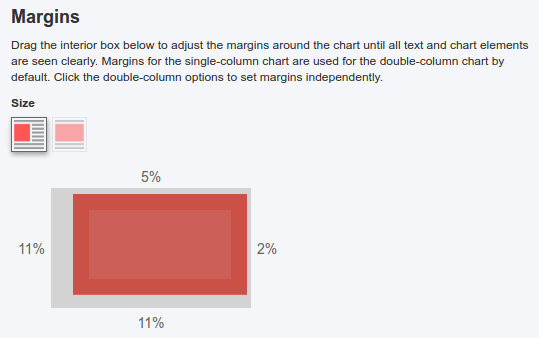 Margins
Drag the interior box below to adjust the margins around the chart until all text and chart elements
are seen clearly. Margins for the single-column chart are used for the double-column chart by
default. Click the double-column options to set margins independently.
Size
5%
11%
2%
11%